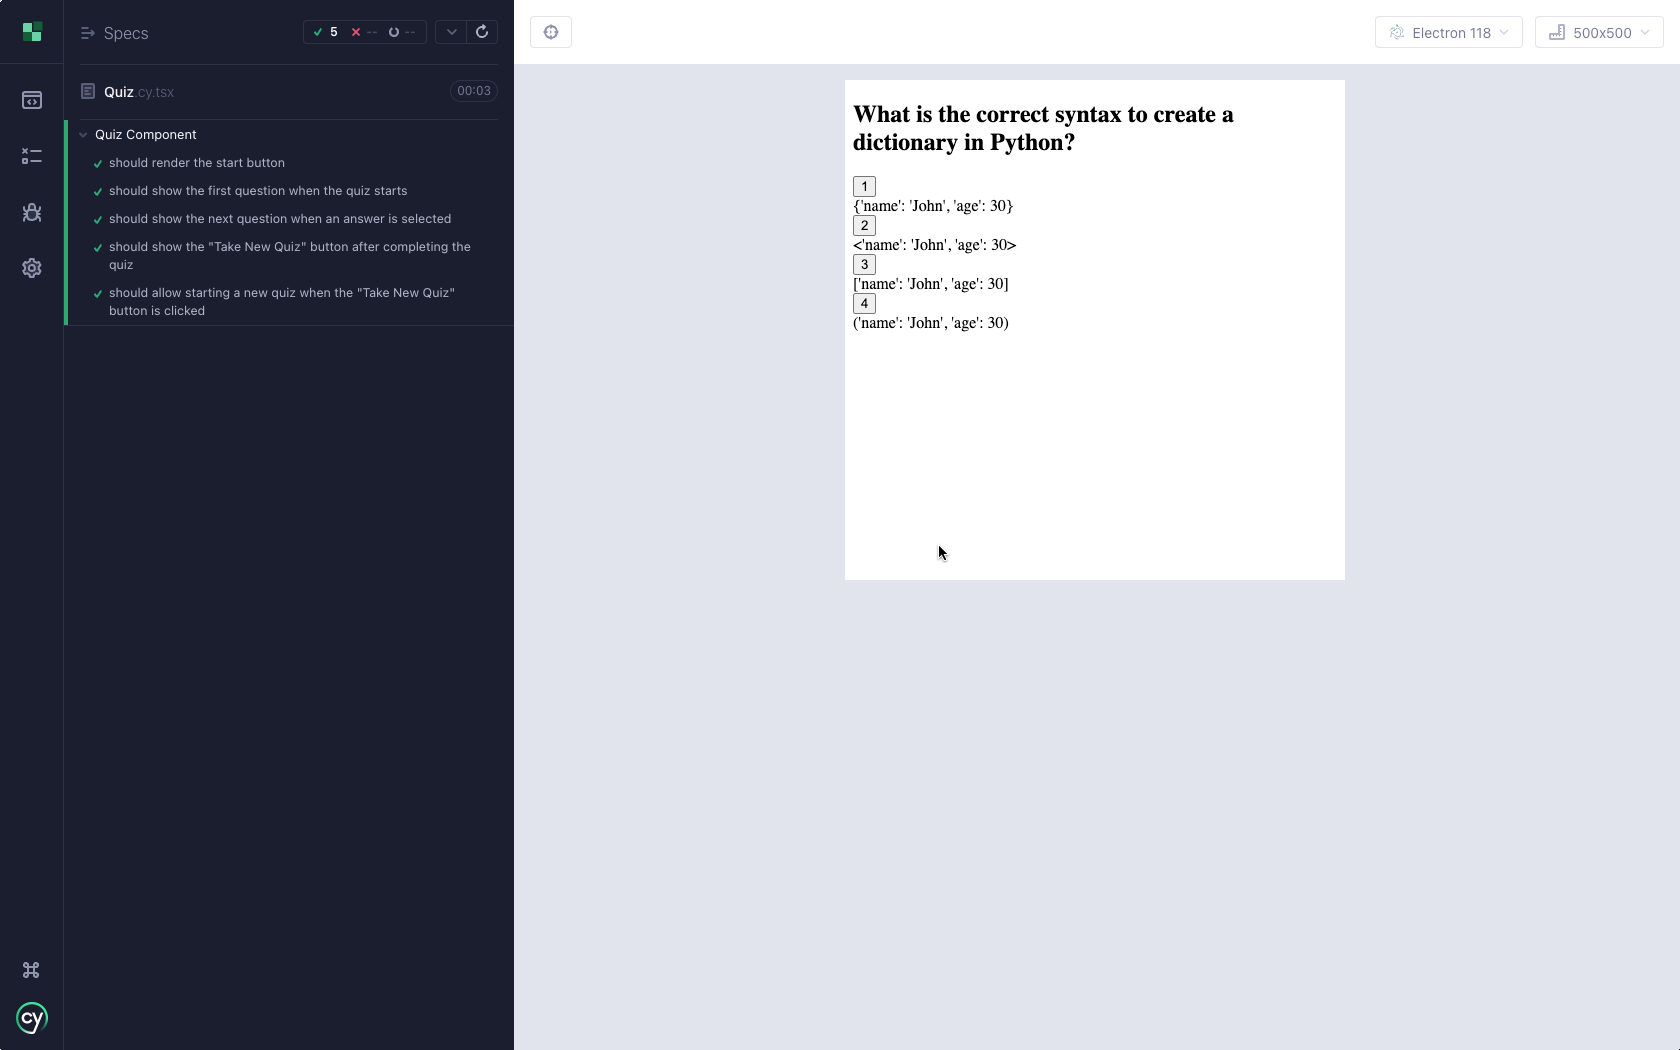 Specs
5 -- --
Quiz.cy.tsx
00:03
Quiz Component
should render the start button
should show the first question when the quiz starts
should show the next question when an answer is selected
should show the "Take New Quiz" button after completing the
quiz
should allow starting a new quiz when the "Take New Quiz"
button is clicked
cy
Electron 118
500x500
What is the correct syntax to create a
dictionary in Python?
1
{'name': 'John', 'age': 30}
2
<'name': 'John', 'age': 30>
3
['name': 'John', 'age': 30]
4
('name': 'John', 'age': 30)